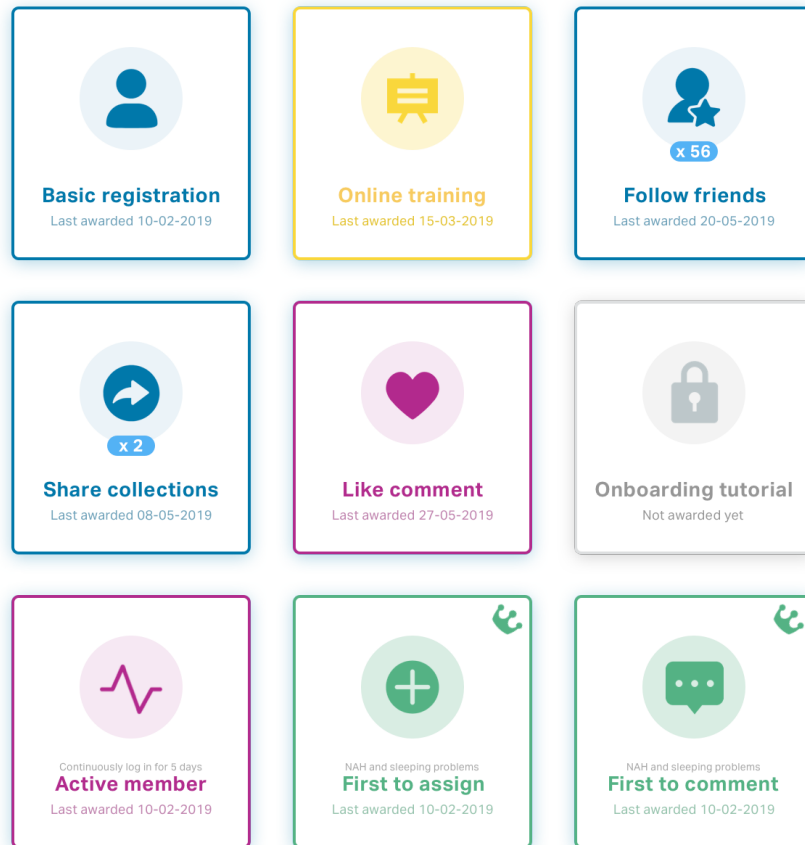 Basic registration
Last awarded 10-02-2019
Online training
Last awarded 15-03-2019
x 56
Follow friends
Last awarded 20-05-2019
x 2
Share collections
Last awarded 08-05-2019
Like comment
Last awarded 27-05-2019
Onboarding tutorial
Not awarded yet
Continuously log in for 5 days
Active member
Last awarded 10-02-2019
NAH and sleeping problems
First to assign
Last awarded 10-02-2019
NAH and sleeping problems
First to comment
Last awarded 10-02-2019